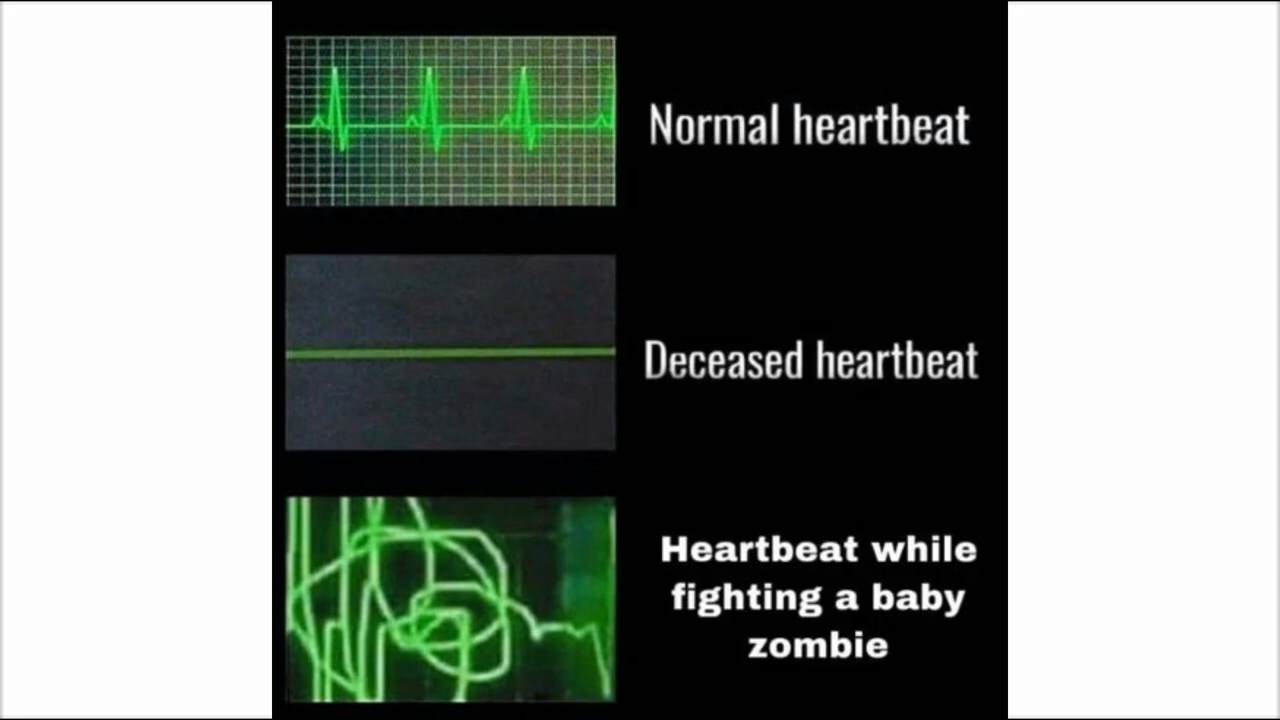 Normal heartbeat
Deceased heartbeat
Heartbeat while
fighting a baby
zombie